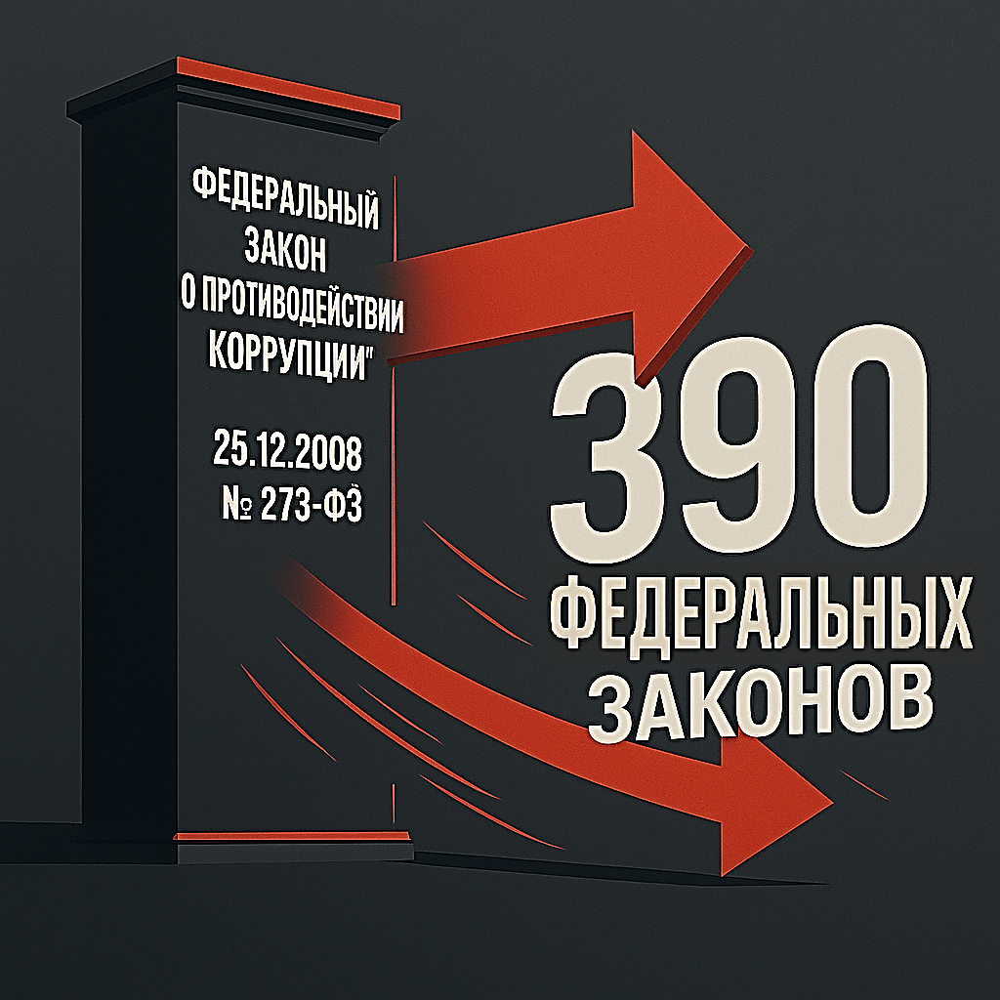 ФЕДЕРАЛЬНЫЙ
ЗАКОН
О ПРОТИВОДЕЙСТВИИ
КОРРУПЦИИ"
25.12.2008
№ 273-ФЗ
390
ФЕДЕРАЛЬНЫХ
ЗАКОНОВ